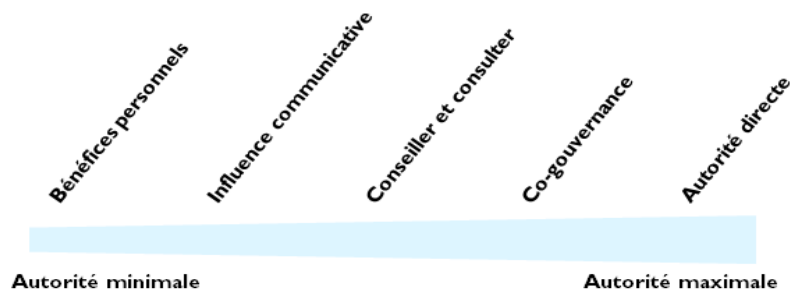 Bénéfices personnels
Influence communicative
Conseiller et consulter
Co-gouvernance
Autorité directe
Autorité minimale
Autorité maximale